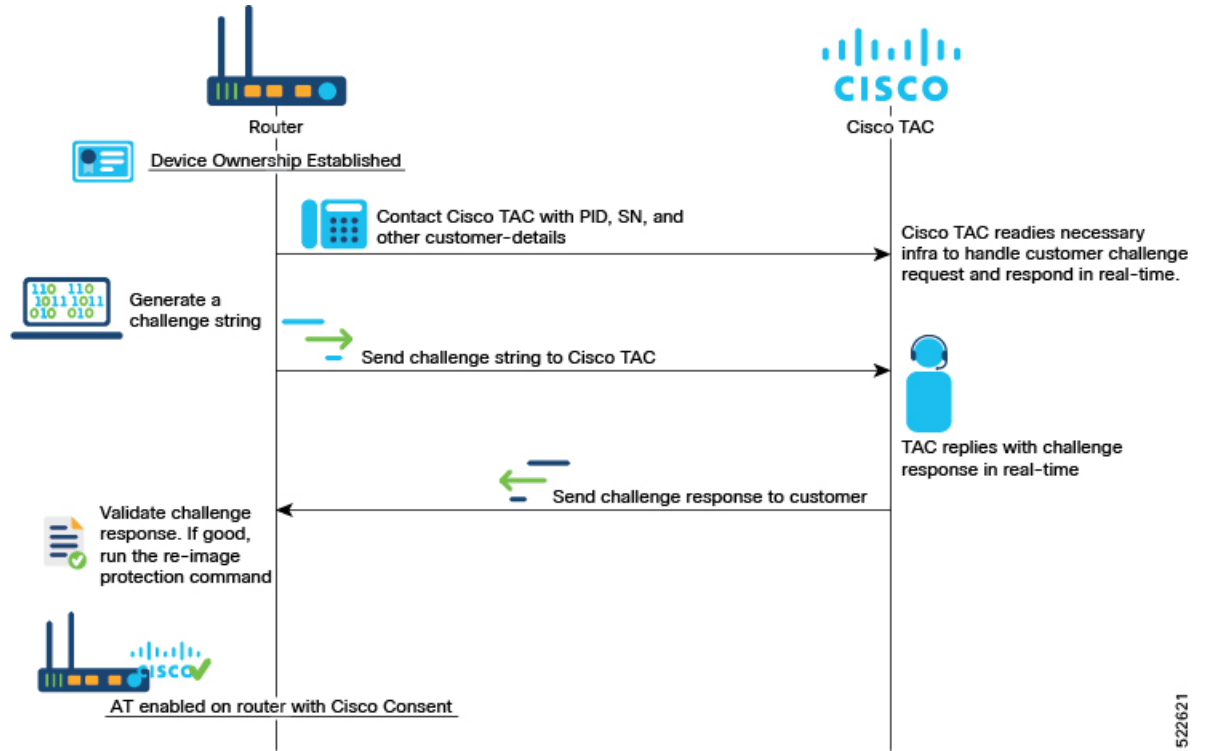 CISCO
Router
Cisco TAC
Device Ownership Established
Contact Cisco TAC with PID, SN, and
other customer-details
Cisco TAC readies necessary
infra to handle customer challenge
request and respond in real-time.
110 110
1011 1011
010 010
Generate a
challenge string
Send challenge string to Cisco TAC
TAC replies with challenge
response in real-time
Send challenge response to customer
Validate challenge
response. If good,
run the re-image
protection command
CISCO
AT enabled on router with Cisco Consent
522621